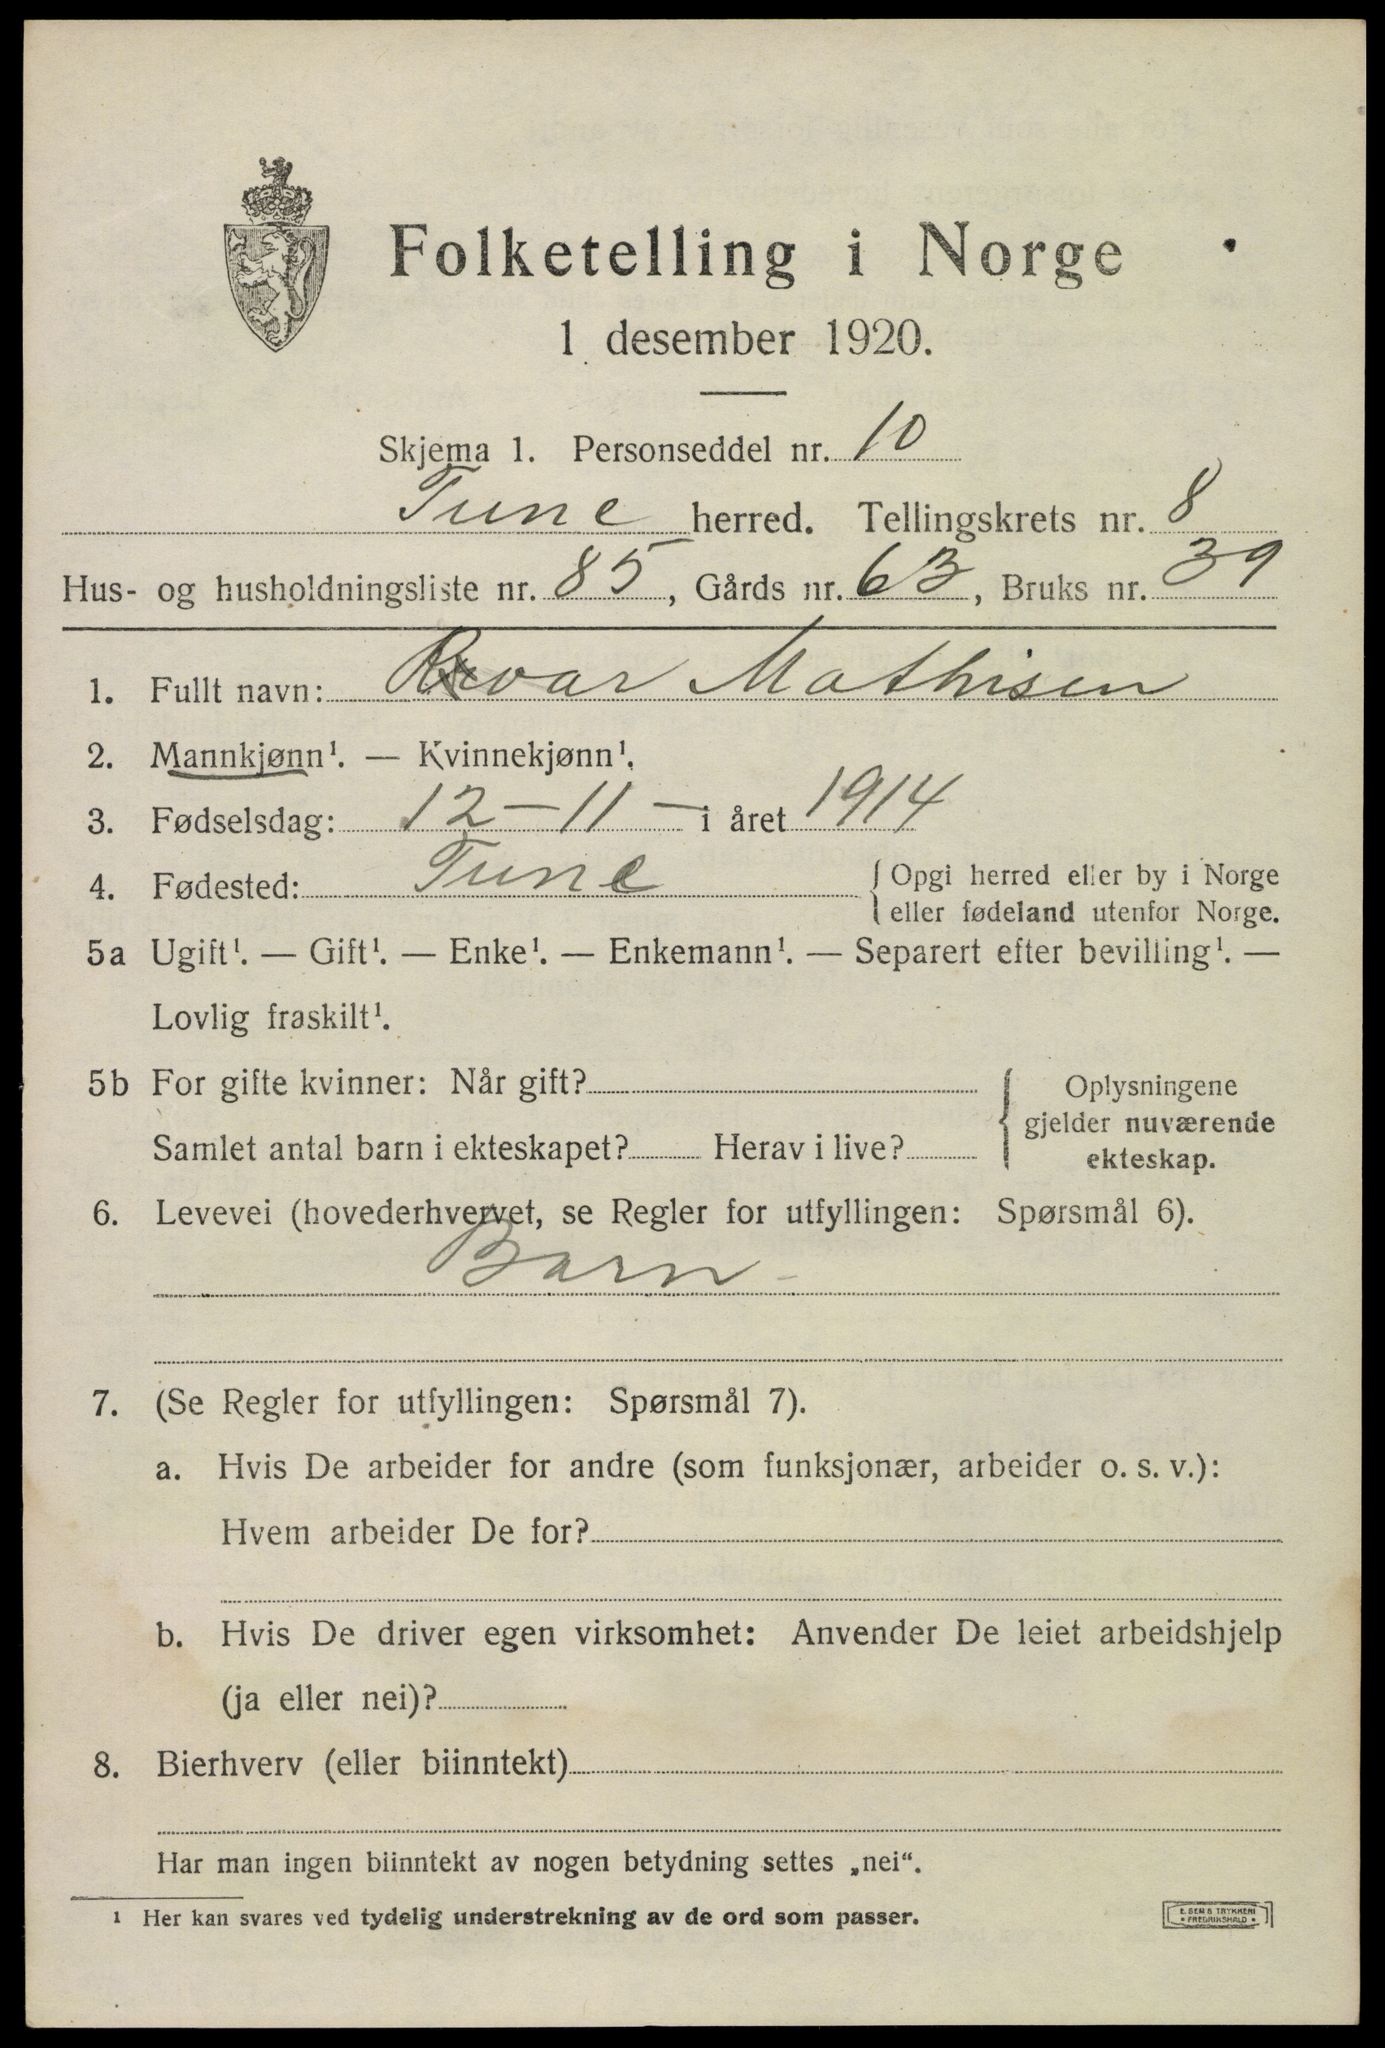 Folketelling i Norge
1 desember 1920.
Skjema 1. Personseddel nr. 10
Tune herred. Tellingskrets nr. 8
Hus- og husholdningsliste nr. 85, Gårds nr. 63, Bruks nr. 39
1. Fullt navn: Mathisen
2. Mannkjønn¹. — Kvinnekjønn¹.
3. Fødselsdag: 12 - 11 - i året 1914
4. Fødested: Tune {Opgi herred eller by i Norge
eller fødeland utenfor Norge.
5a Ugift¹. — Gift¹. — Enke¹. — Enkemann¹. — Separert efter bevilling¹. —
Lovlig fraskilt¹.
5b For gifte kvinner: Når gift?
Samlet antal barn i ekteskapet? Herav i live?
Oplysningene
gjelder nuværende
ekteskap.
6. Levevei (hovederhvervet, se Regler for utfyllingen: Spørsmål 6).
Barn
7. (Se Regler for utfyllingen: Spørsmål 7).
a. Hvis De arbeider for andre (som funksjonær, arbeider o. s. v.):
Hvem arbeider De for?
b. Hvis De driver egen virksomhet: Anvender De leiet arbeidshjelp
(ja eller nei)?
8. Bierhverv (eller biinntekt)
Har man ingen biinntekt av nogen betydning settes „nei“.
¹ Her kan svares ved tydelig understrekning av de ord som passer.
E. SEM S TRYKKERI
FREDRIKSHALD